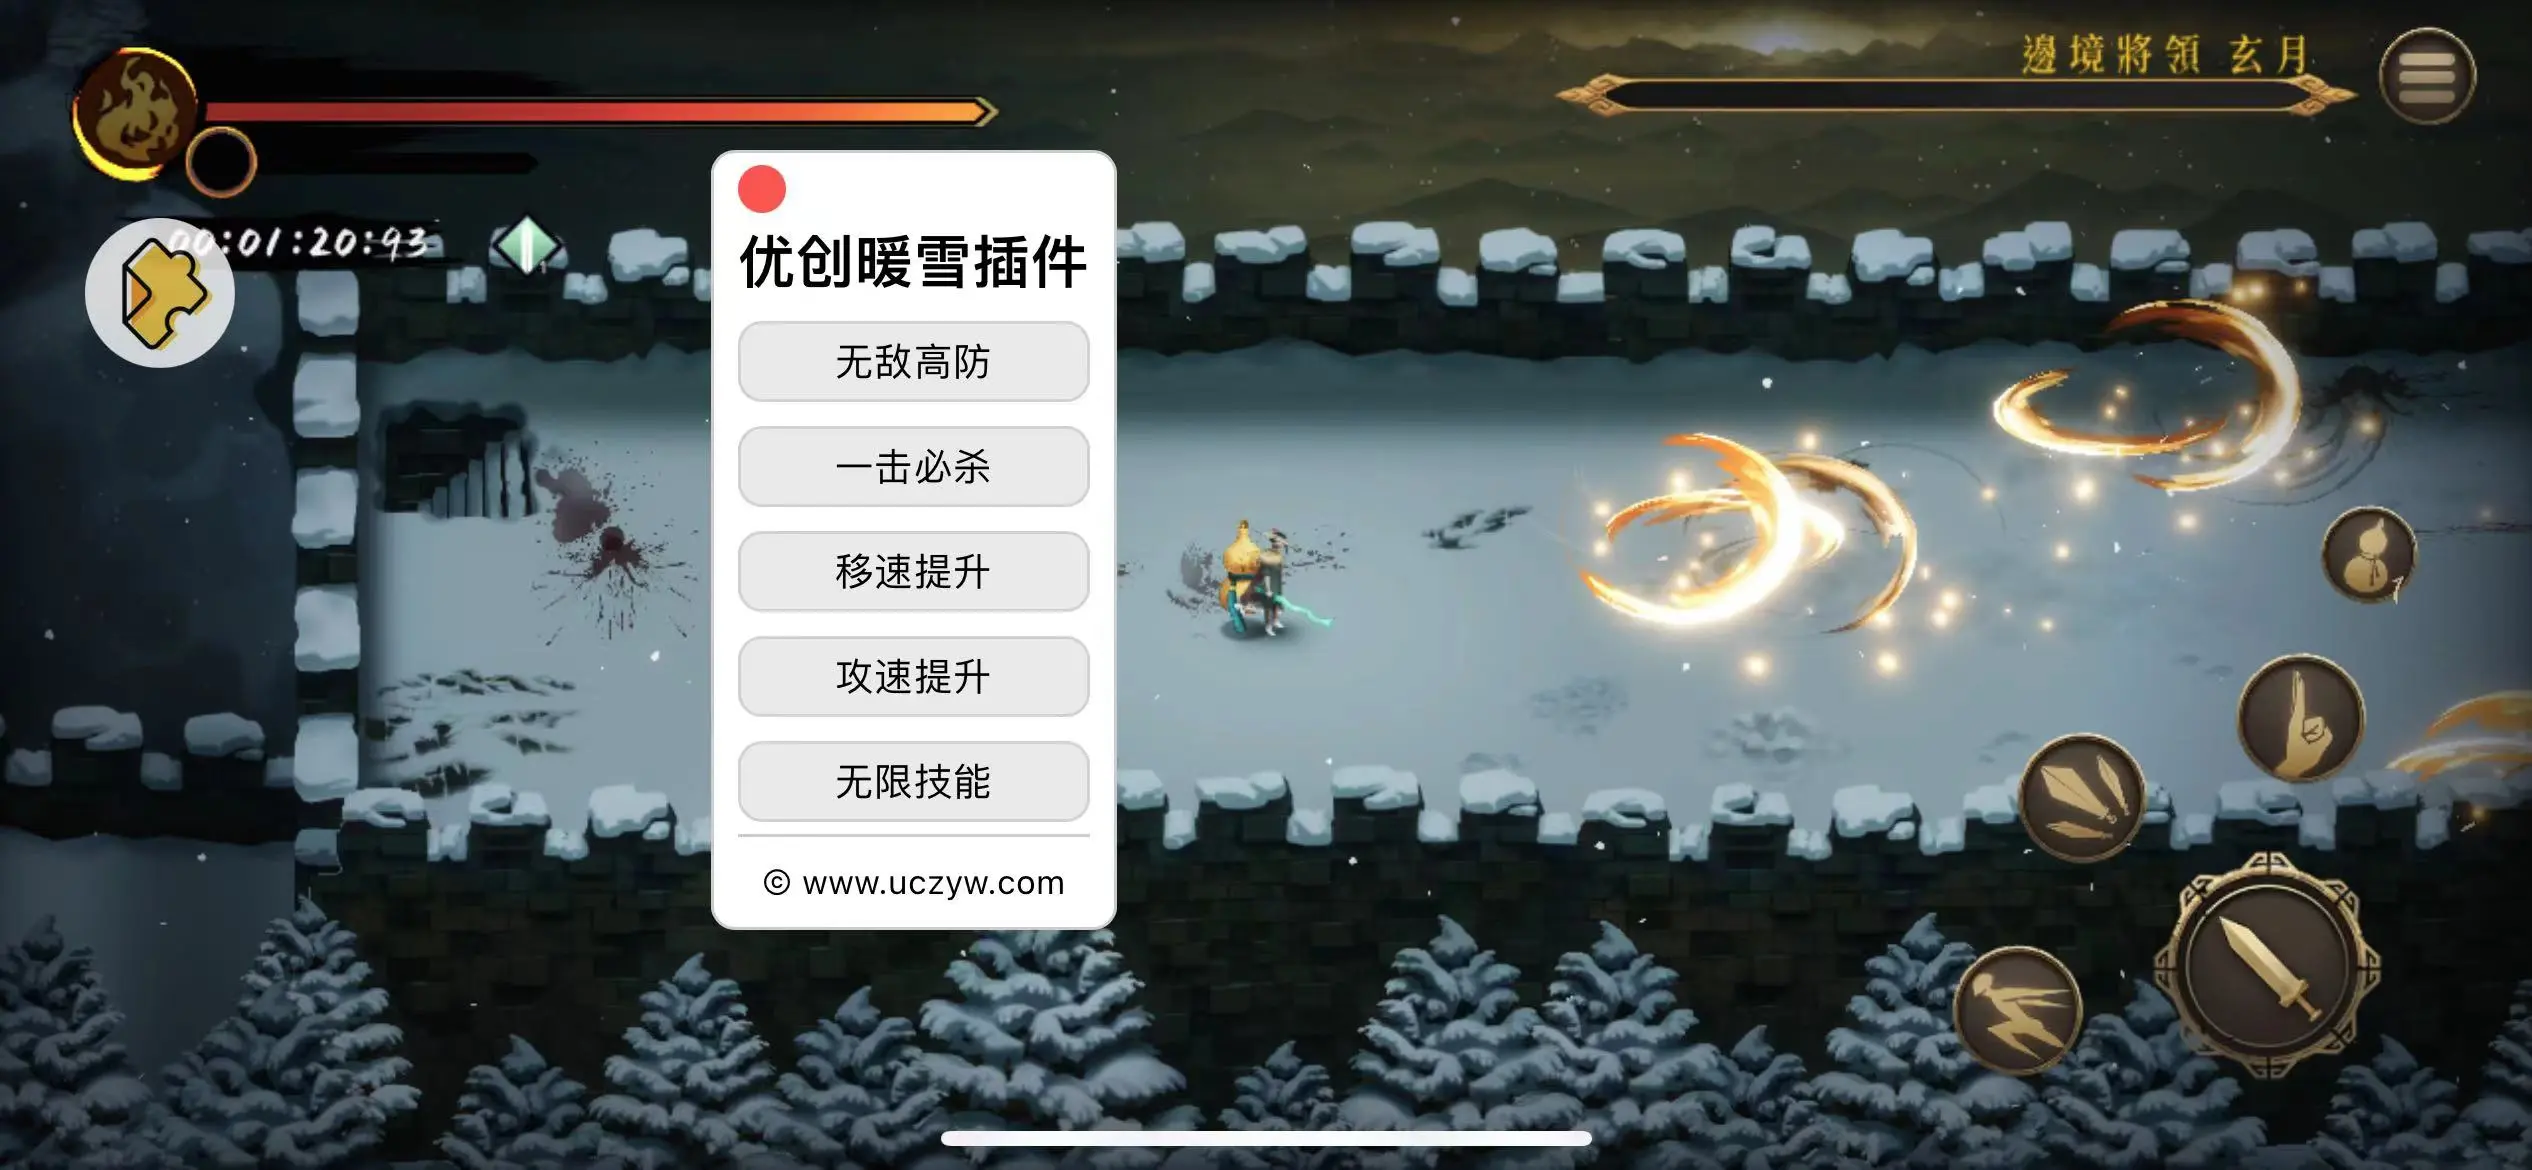 邊境將領 玄月
00:01:20:93
1
优创暖雪插件
无敌高防
一击必杀
移速提升
攻速提升
无限技能
© www.uczyw.com
1